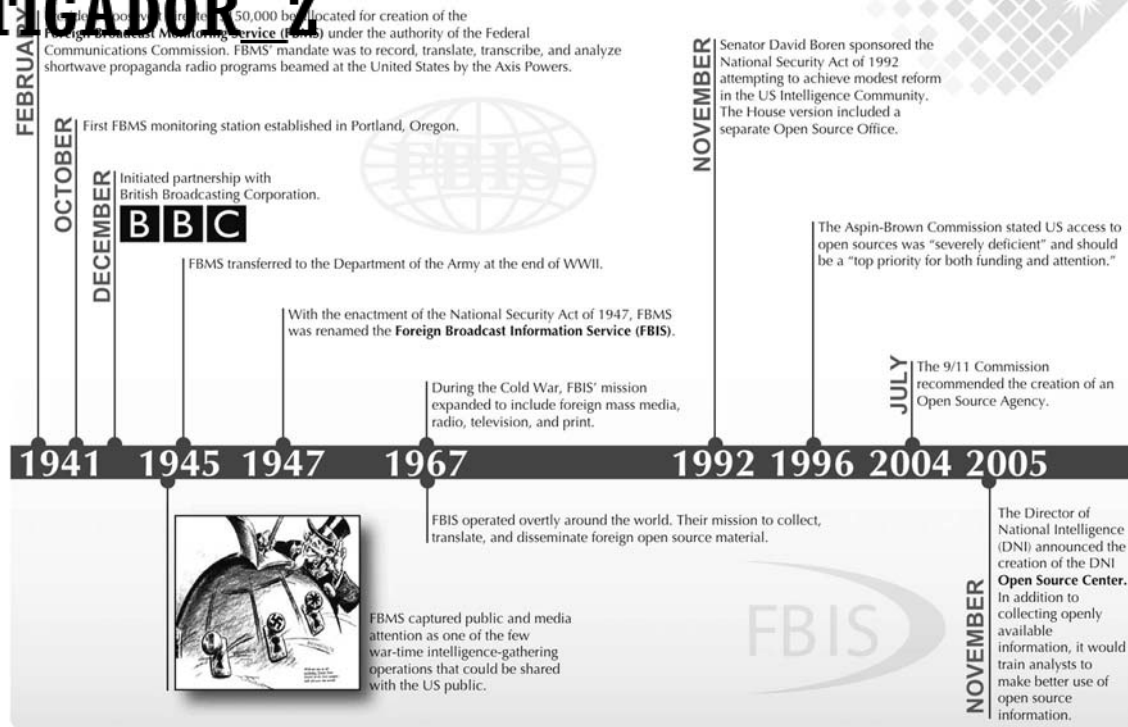 TIGADOR_Z
FEBRUARY
50,000 be allocated for creation of the
Foreign Broadcast Monitoring Service (FBMS) under the authority of the Federal
Communications Commission. FBMS' mandate was to record, translate, transcribe, and analyze
shortwave propaganda radio programs beamed at the United States by the Axis Powers.
OCTOBER
First FBMS monitoring station established in Portland, Oregon.
DECEMBER
Initiated partnership with
British Broadcasting Corporation.
BBC
FBIS
FBMS transferred to the Department of the Army at the end of WWII.
With the enactment of the National Security Act of 1947, FBMS
was renamed the Foreign Broadcast Information Service (FBIS).
During the Cold War, FBIS' mission
expanded to include foreign mass media,
radio, television, and print.
NOVEMBER
Senator David Boren sponsored the
National Security Act of 1992
attempting to achieve modest reform
in the US Intelligence Community.
The House version included a
separate Open Source Office.
The Aspin-Brown Commission stated US access to
open sources was “severely deficient” and should
be a “top priority for both funding and attention.”
JULY
The 9/11 Commission
recommended the creation of an
Open Source Agency.
1941 1945 1947 1967 1992 1996 2004 2005
FBMS captured public and media
attention as one of the few
war-time intelligence-gathering
operations that could be shared
with the US public.
FBIS operated overtly around the world. Their mission to collect,
translate, and disseminate foreign open source material.
FBIS
NOVEMBER
The Director of
National Intelligence
(DNI) announced the
creation of the DNI
Open Source Center.
In addition to
collecting openly
available
information, it would
train analysts to
make better use of
open source
information.